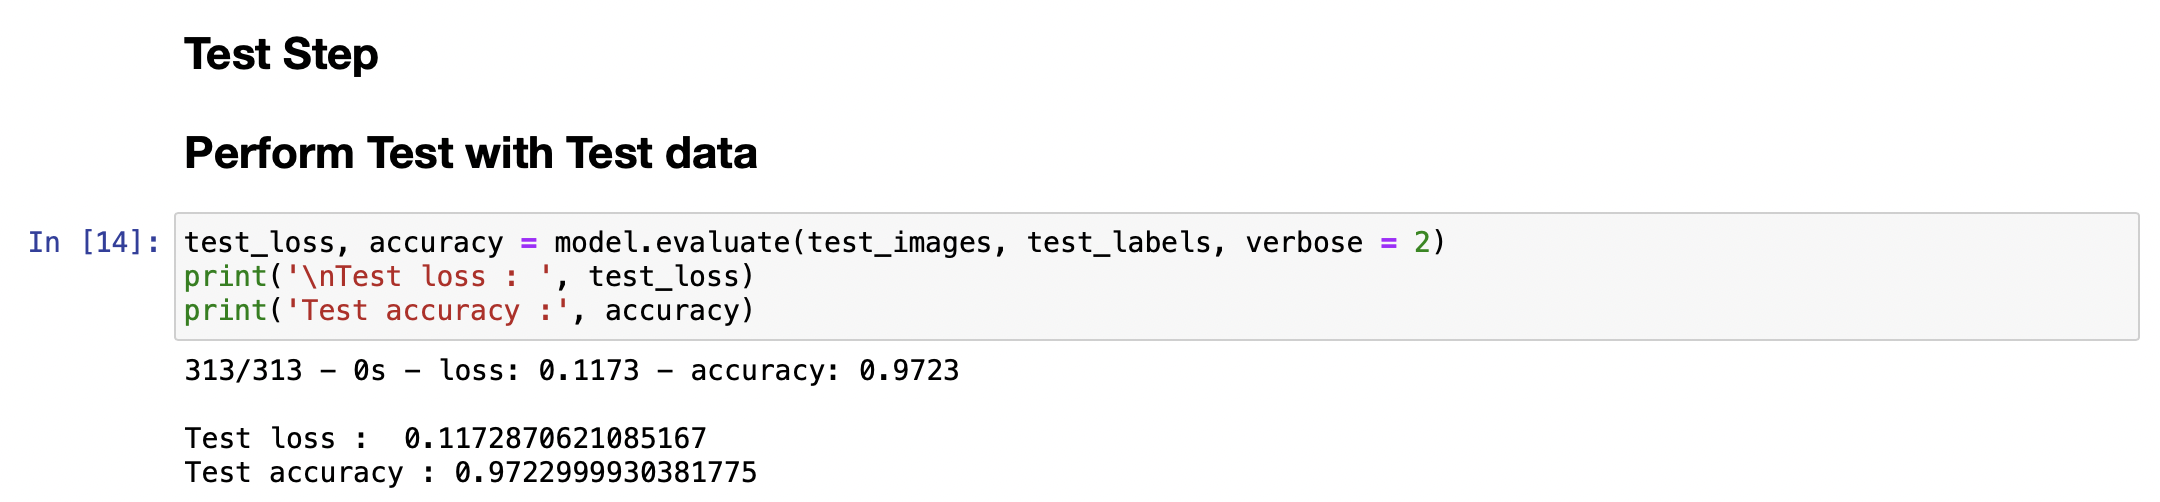 Test Step
Perform Test with Test data
In [14]: test_loss, accuracy = model.evaluate(test_images, test_labels, verbose = 2)
print('\nTest loss : ', test_loss)
print('Test accuracy :', accuracy)
313/313 - 0s - loss: 0.1173 - accuracy: 0.9723
Test loss :  0.1172870621085167
Test accuracy : 0.9722999930381775